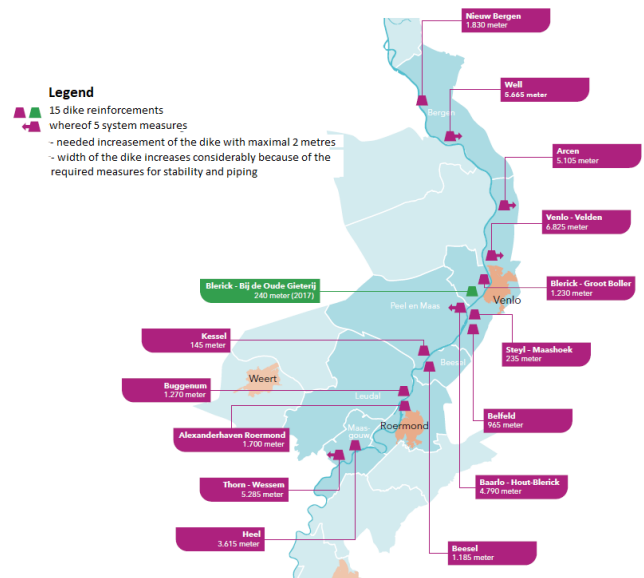 Nieuw Bergen
1.830 meter
Well
5.665 meter
Legend
15 dike reinforcements
whereof 5 system measures
- needed increasement of the dike with maximal 2 metres
- width of the dike increases considerably because of the
required measures for stability and piping
Bergen
Arcen
5.105 meter
Venlo - Velden
6.825 meter
Blerick - Bij de Oude Gieterij
240 meter (2017)
Blerick - Groot Boller
1.230 meter
Venlo
Peel en Maas
Kessel
145 meter
Steyl - Maashoek
235 meter
Beesel
Weert
Buggenum
1.270 meter
Leudal
Belfeld
965 meter
Alexanderhaven Roermond
1.700 meter
Roermond
Maas-
gouw
Thorn - Wessem
5.285 meter
Baarlo - Hout-Blerick
4.790 meter
Heel
3.615 meter
Beesel
1.185 meter